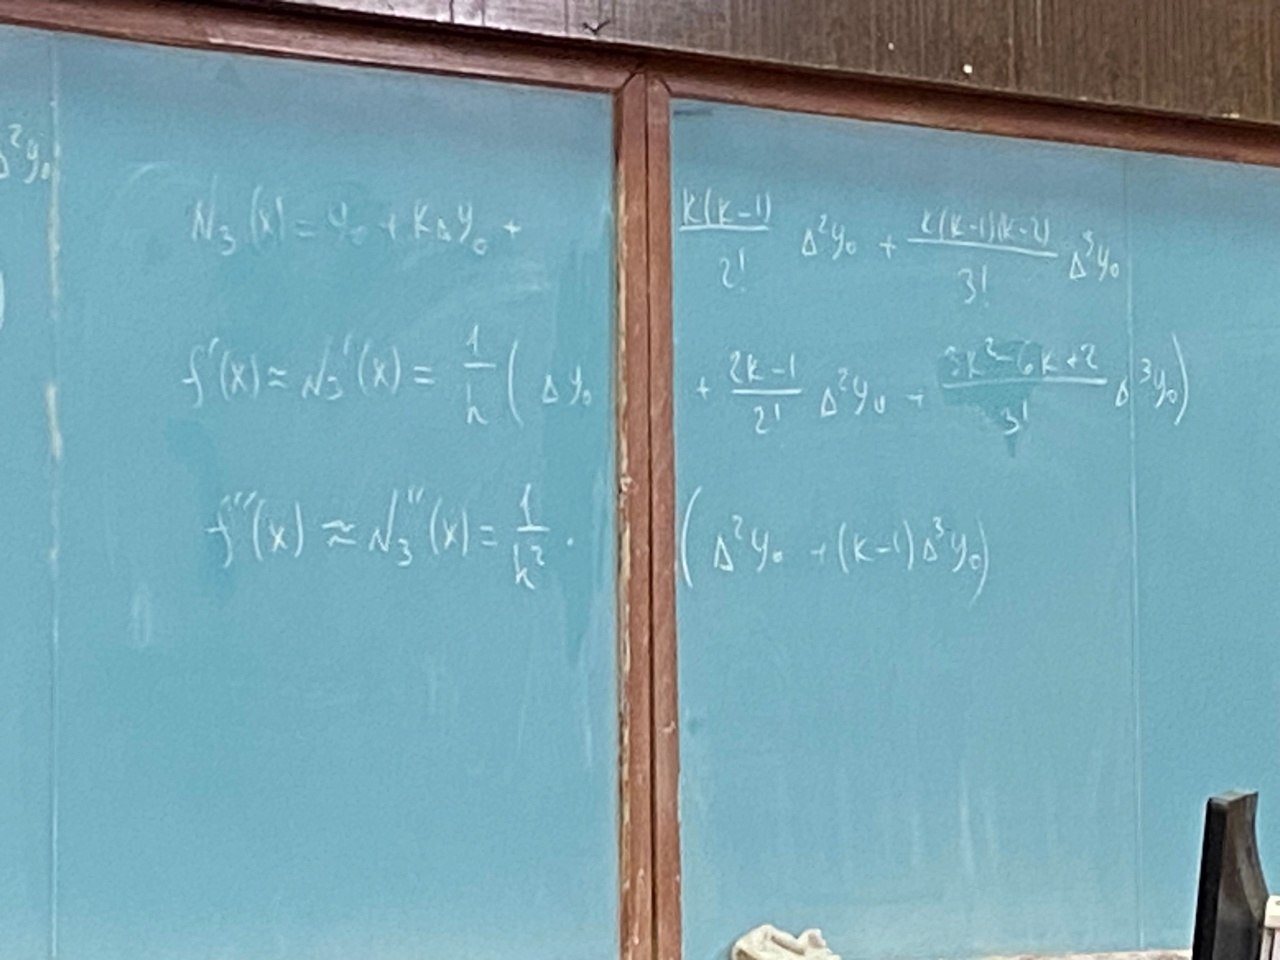 Δ²y₀
)
N₃(x) = y₀ + kΔy₀ + k(k-1)/2! Δ²y₀ + k(k-1)(k-2)/3! Δ³y₀
f'(x) ≈ N₃'(x) = 1/h ( Δy₀ + 2k-1/2! Δ²y₀ + 3k²-6k+2/3! Δ³y₀)
f''(x) ≈ N₃''(x) = 1/h² · (Δ²y₀ + (k-1)Δ³y₀)